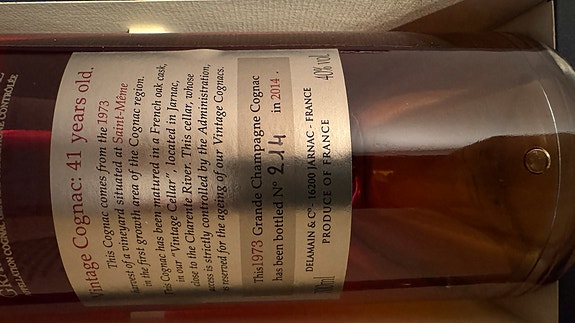 Vintage Cognac: 41 years old.
This Cognac comes from the 1973
harvest of a vineyard situated at Saint-Même
in the first growth area of the Cognac region.
This Cognac has been matured in a French oak cask,
in our "Vintage Cellar", located in Jarnac,
close to the Charente River. This cellar, whose
access is strictly controlled by the Administration,
is reserved for the ageing of our Vintage Cognacs.
This 1973 Grande Champagne Cognac
has been bottled Nº 214 in 2014.
DELAMAIN & Cº - 16200 JARNAC - FRANCE
PRODUCE OF FRANCE
40% vol.